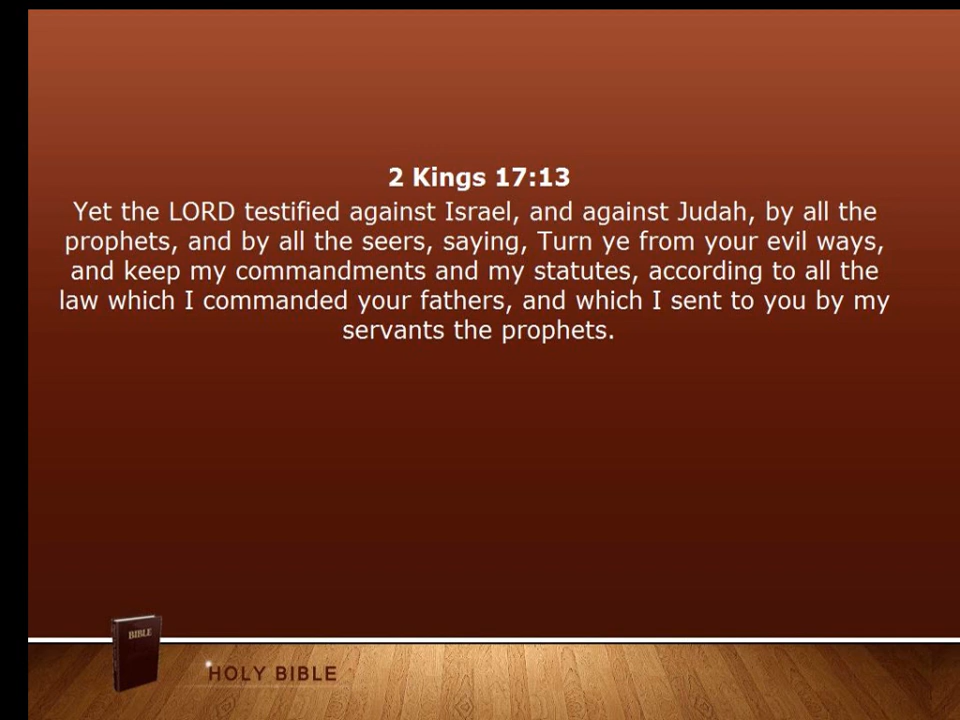 2 Kings 17:13
Yet the LORD testified against Israel, and against Judah, by all the
prophets, and by all the seers, saying, Turn ye from your evil ways,
and keep my commandments and my statutes, according to all the
law which I commanded your fathers, and which I sent to you by my
servants the prophets.
BIBLE
HOLY BIBLE